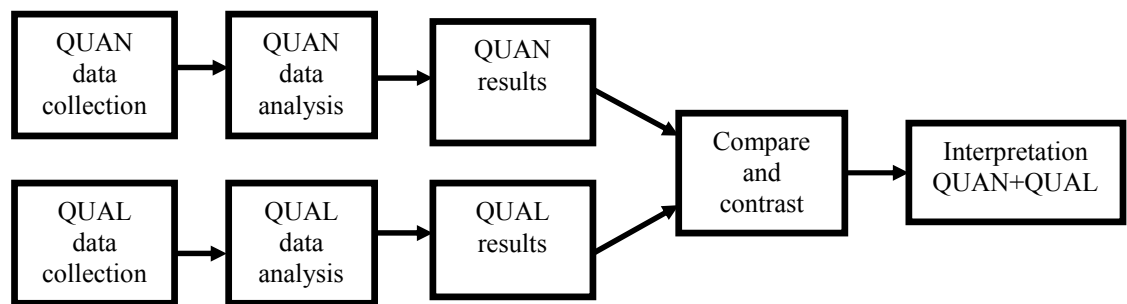 QUAN
data
collection
QUAN
data
analysis
QUAN
results
QUAL
data
collection
QUAL
data
analysis
QUAL
results
Compare
and
contrast
Interpretation
QUAN+QUAL